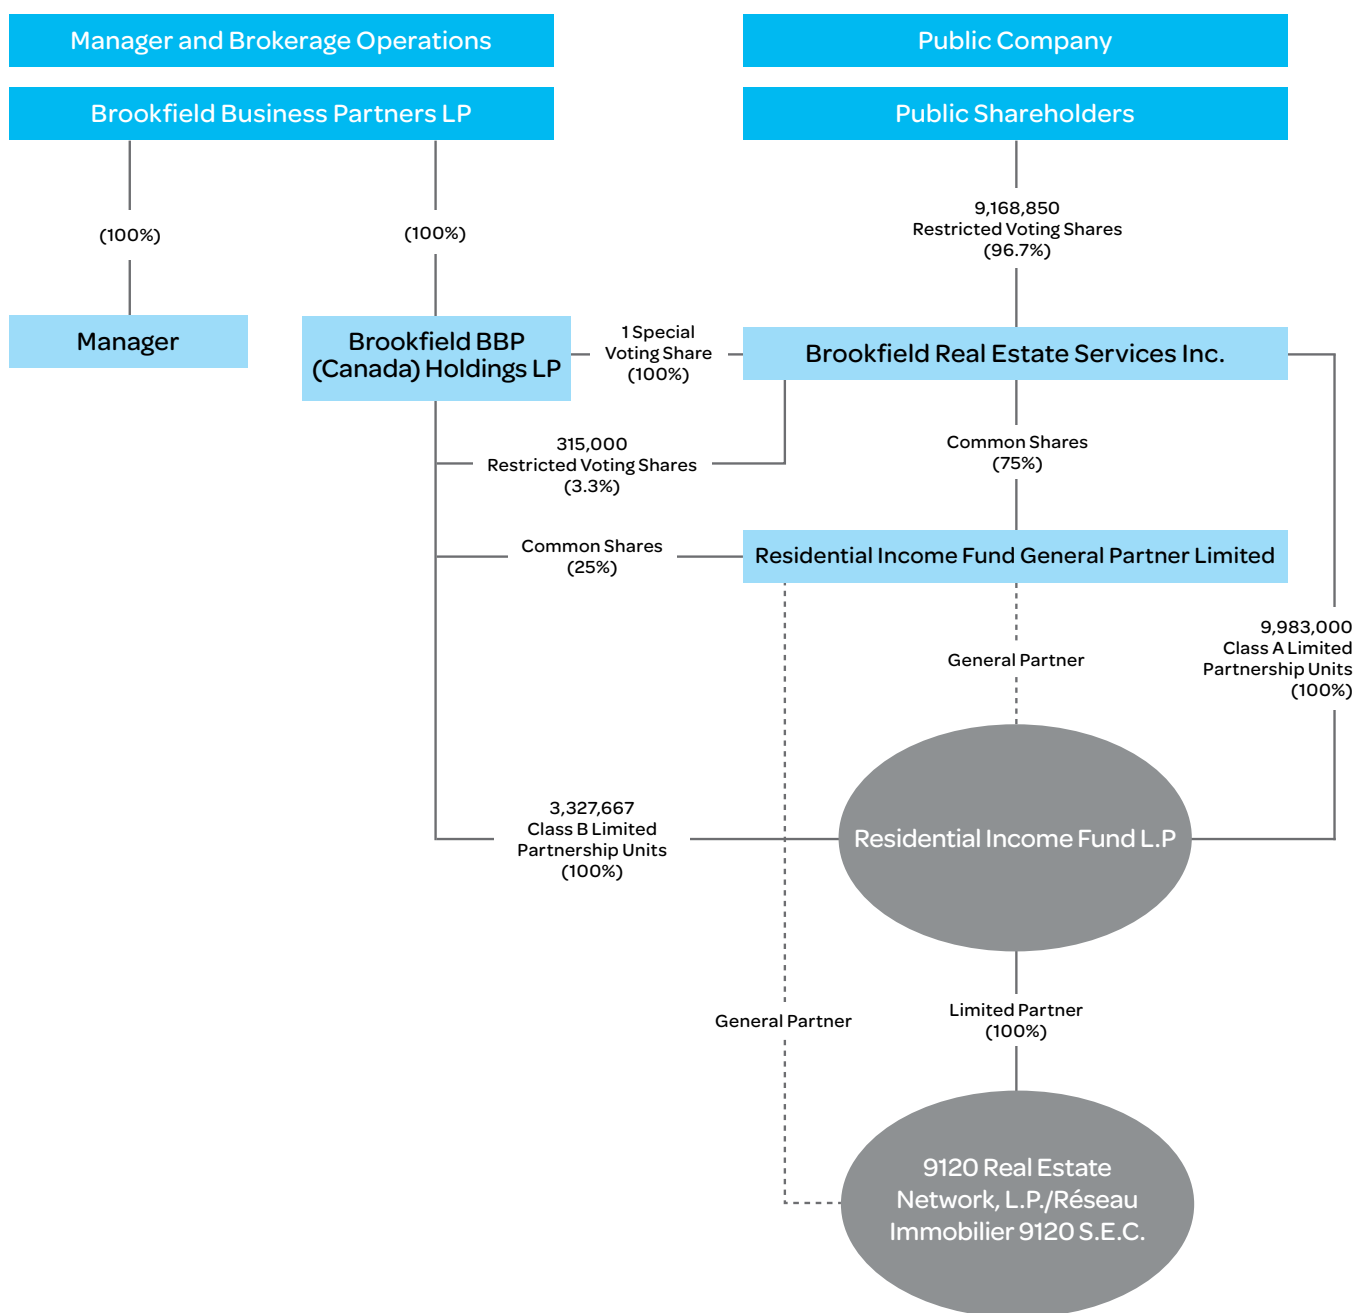 Manager and Brokerage Operations
Public Company
Brookfield Business Partners LP
Public Shareholders
(100%)
(100%)
9,168,850
Restricted Voting Shares
(96.7%)
Manager
Brookfield BBP
(Canada) Holdings LP
1 Special
Voting Share
(100%)
Brookfield Real Estate Services Inc.
315,000
Restricted Voting Shares
(3.3%)
Common Shares
(75%)
Common Shares
(25%)
Residential Income Fund General Partner Limited
General Partner
9,983,000
Class A Limited
Partnership Units
(100%)
3,327,667
Class B Limited
Partnership Units
(100%)
Residential Income Fund L.P
General Partner
Limited Partner
(100%)
9120 Real Estate
Network, L.P./Réseau
Immobilier 9120 S.E.C.